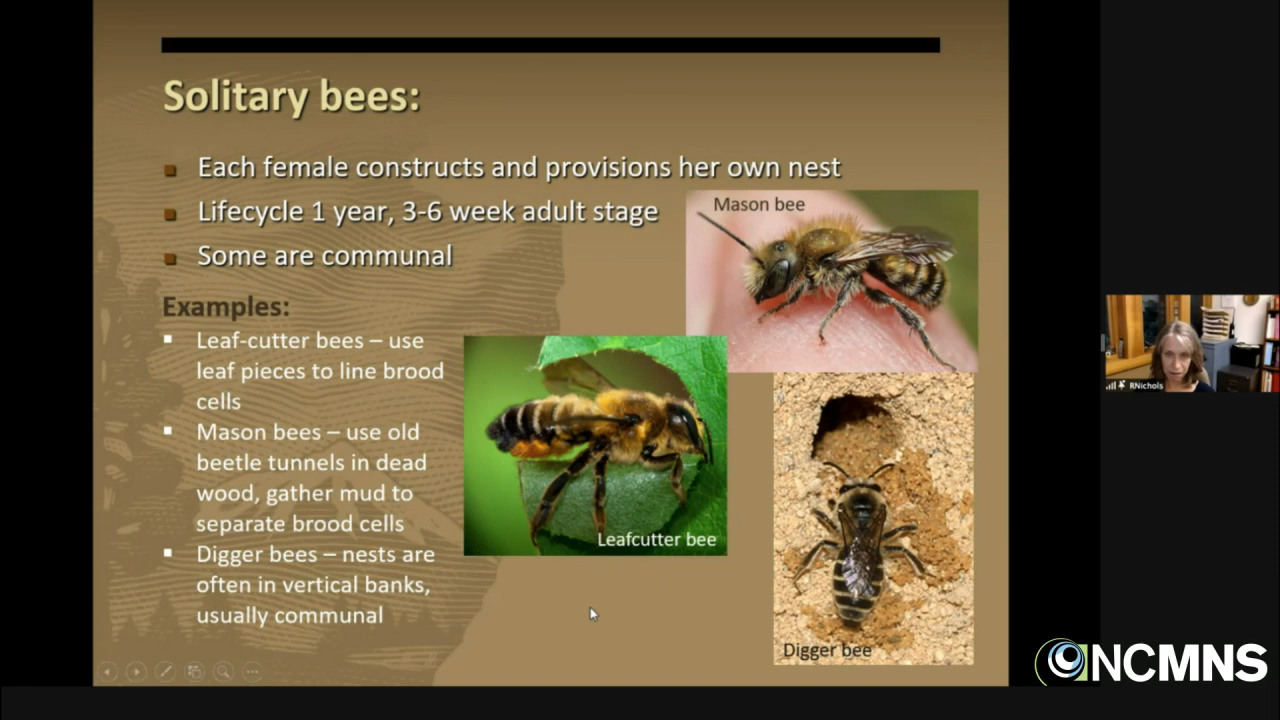 Solitary bees:
Each female constructs and provisions her own nest
Lifecycle 1 year, 3-6 week adult stage
Some are communal
Mason bee
Examples:
Leaf-cutter bees – use
leaf pieces to line brood
cells
Mason bees – use old
beetle tunnels in dead
wood, gather mud to
separate brood cells
Digger bees – nests are
often in vertical banks,
usually communal
Leafcutter bee
Digger bee
RNichols
NCMNS